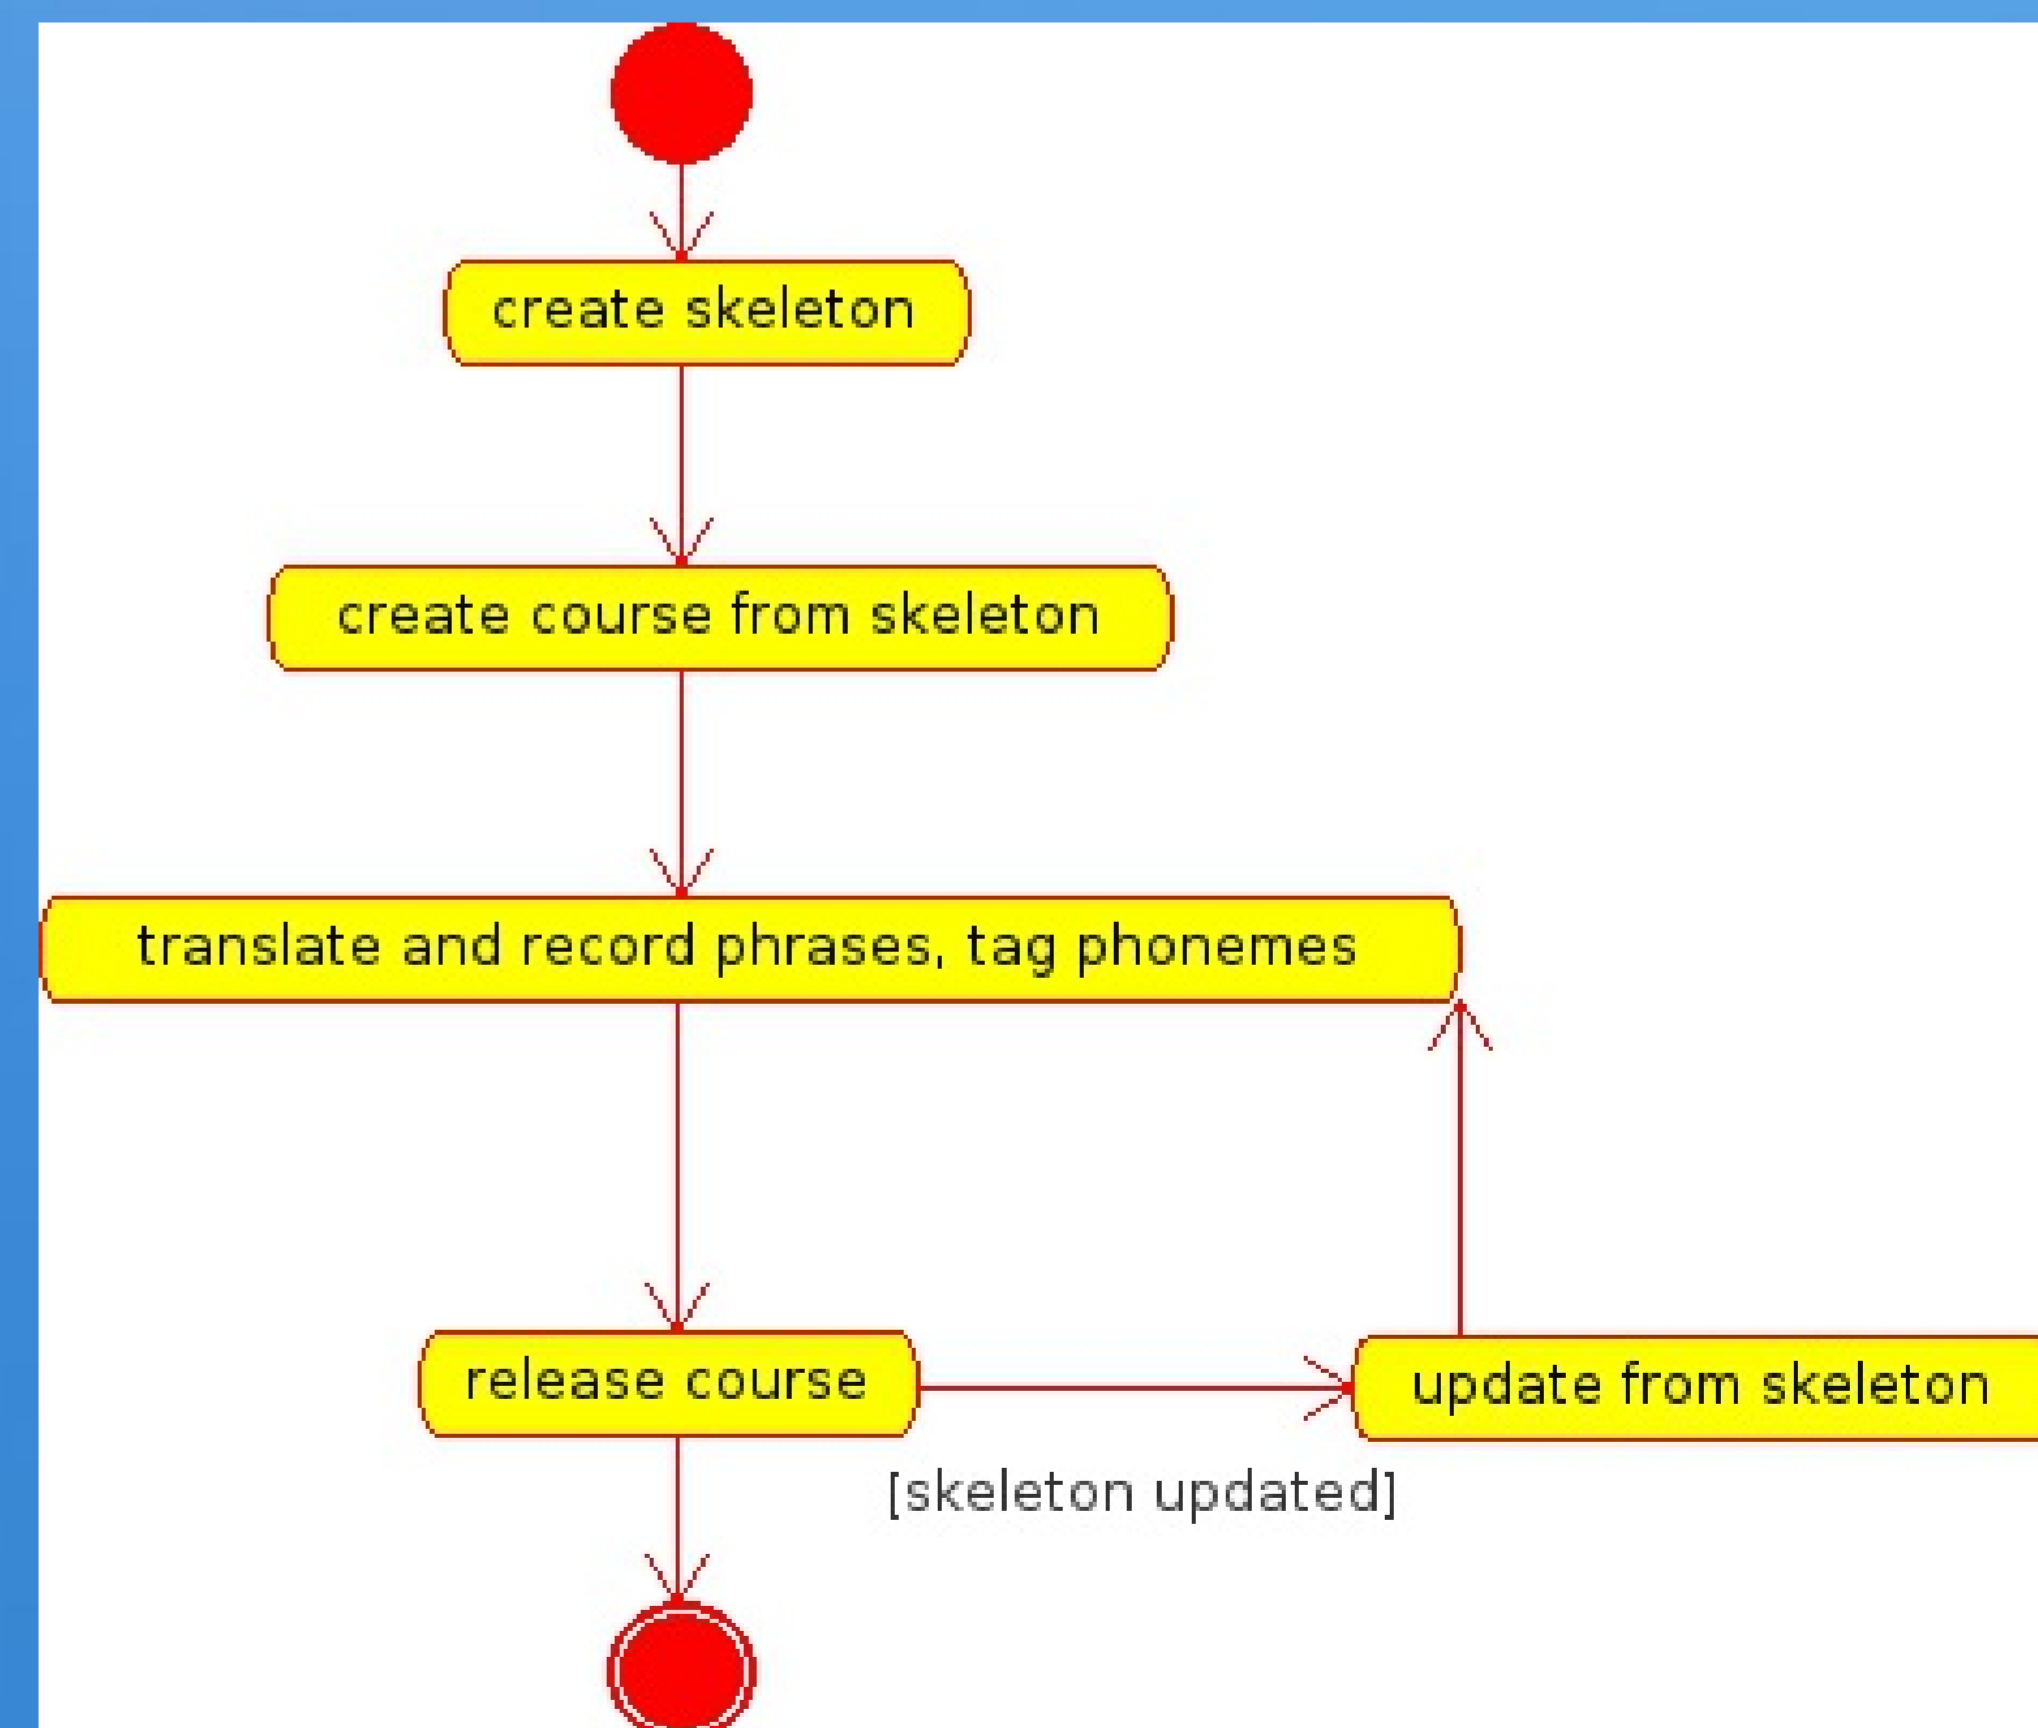 create skeleton
create course from skeleton
translate and record phrases, tag phonemes
release course
update from skeleton
[skeleton updated]